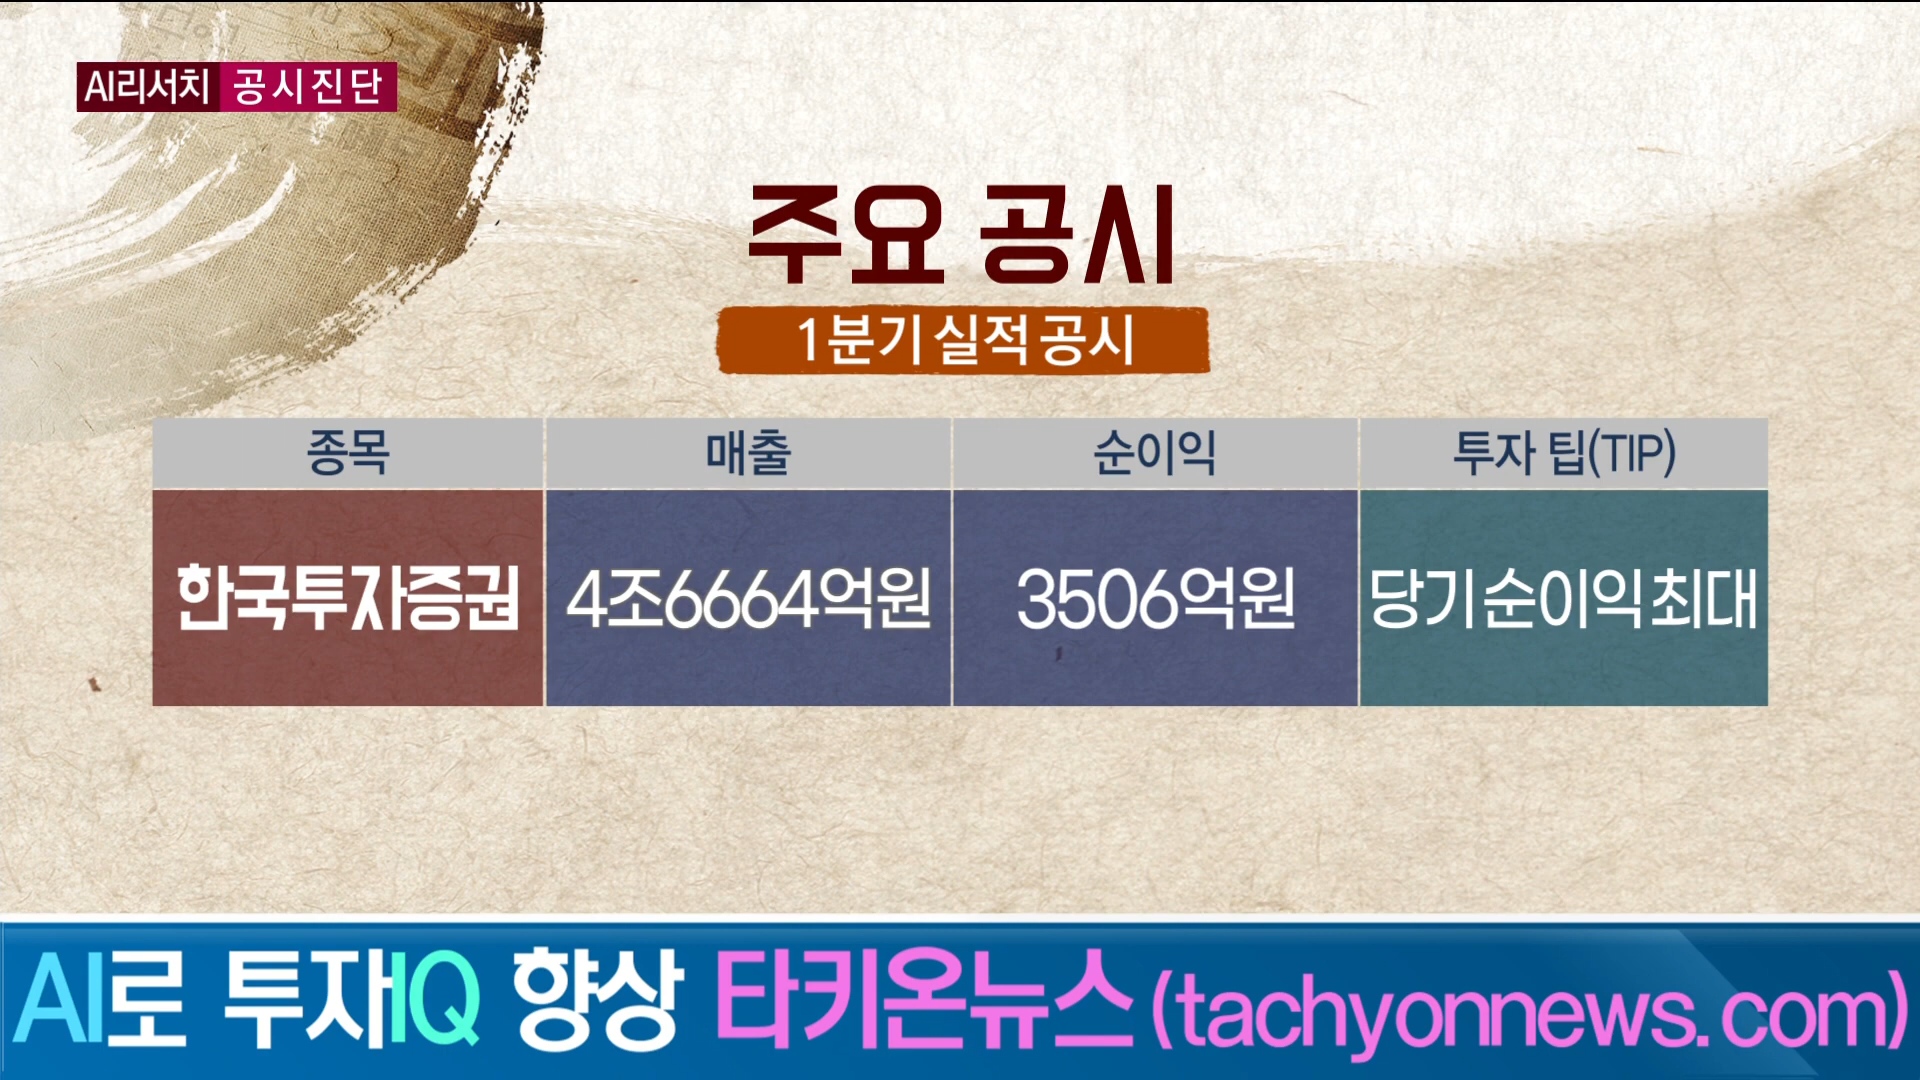 AI리서치 공시진단
주요 공시
1분기 실적 공시
종목 매출 순이익 투자 팁(TIP)
한국투자증권 4조6664억원 3506억원 당기순이익 최대
AI로 투자IQ 향상 타키온뉴스 (tachyonnews.com)